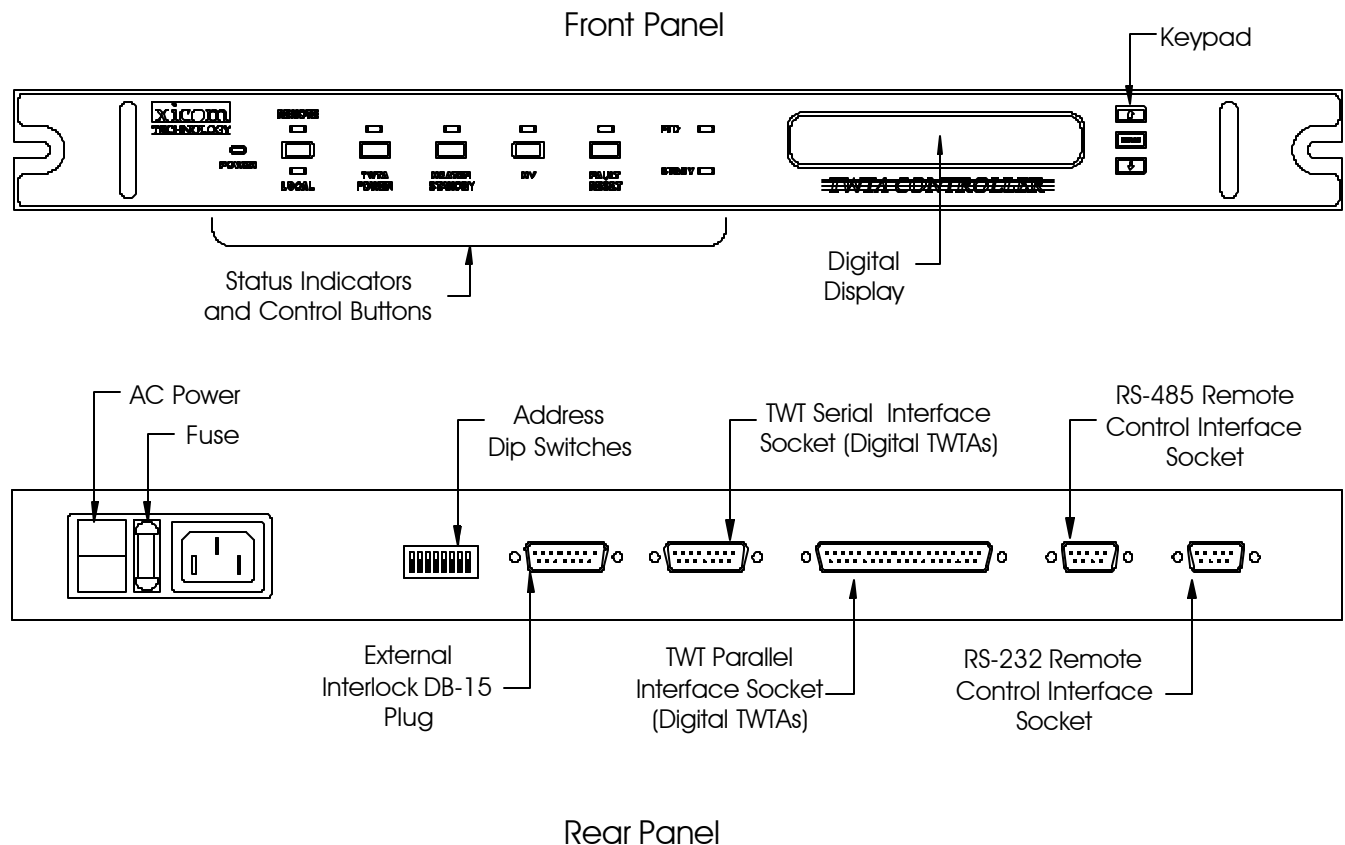 Front Panel
Keypad
xicom
TECHNOLOGY
REMOTE
POWER
LOCAL
TWTA
POWER
HEATER
STANDBY
HV
FAULT
RESET
TWTA CONTROLLER
Status Indicators
and Control Buttons
Digital
Display
AC Power
Fuse
Address
Dip Switches
TWT Serial Interface
Socket (Digital TWTAs)
RS-485 Remote
Control Interface
Socket
External
Interlock DB-15
Plug
TWT Parallel
Interface Socket
(Digital TWTAs)
RS-232 Remote
Control Interface
Socket
Rear Panel